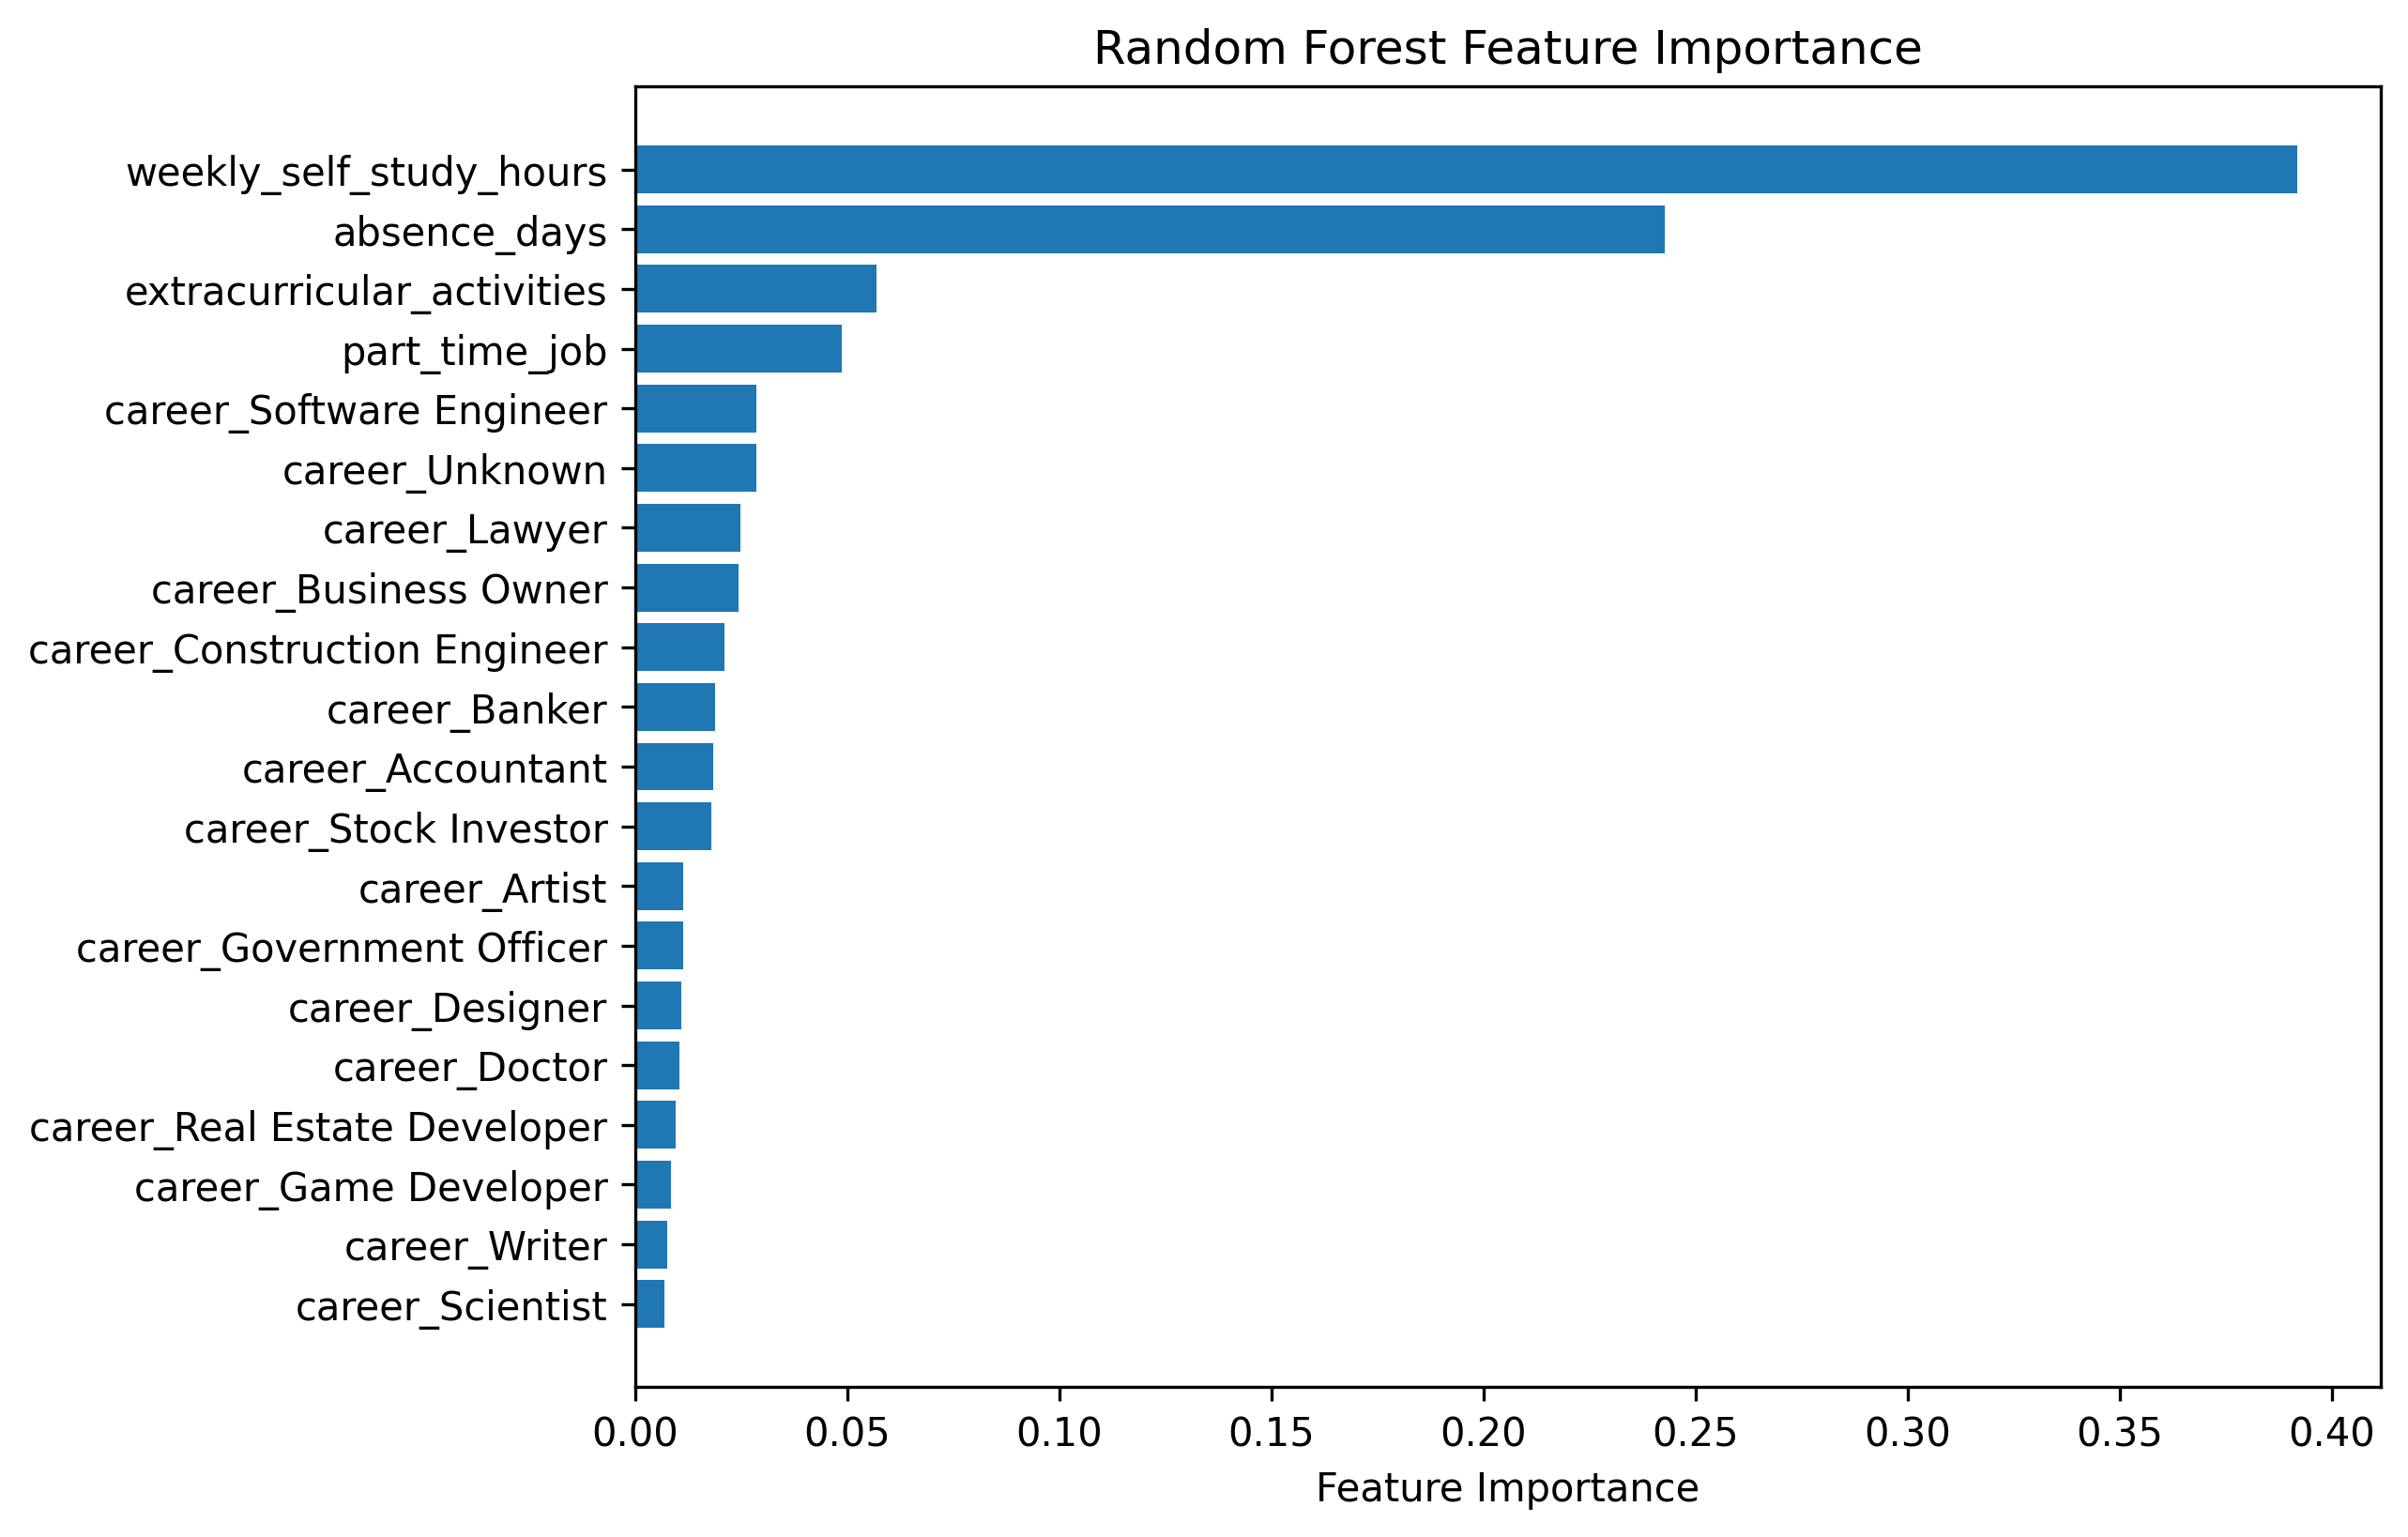 Random Forest Feature Importance
weekly_self_study_hours
absence_days
extracurricular_activities
part_time_job
career_Software Engineer
career_Unknown
career_Lawyer
career_Business Owner
career_Construction Engineer
career_Banker
career_Accountant
career_Stock Investor
career_Artist
career_Government Officer
career_Designer
career_Doctor
career_Real Estate Developer
career_Game Developer
career_Writer
career_Scientist
0.00 0.05 0.10 0.15 0.20 0.25 0.30 0.35 0.40
Feature Importance